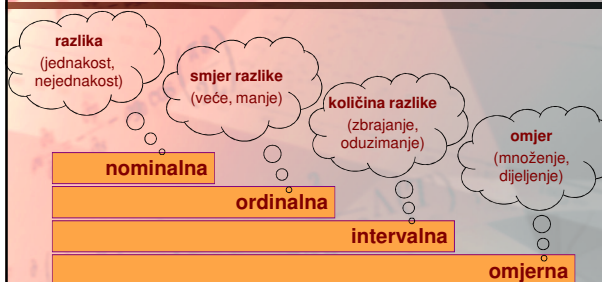 razlika
(jednakost,
nejednakost)
smjer razlike
(veće, manje)
količina razlike
(zbrajanje,
oduzimanje)
omjer
(množenje,
dijeljenje)
nominalna
ordinalna
intervalna
omjerna